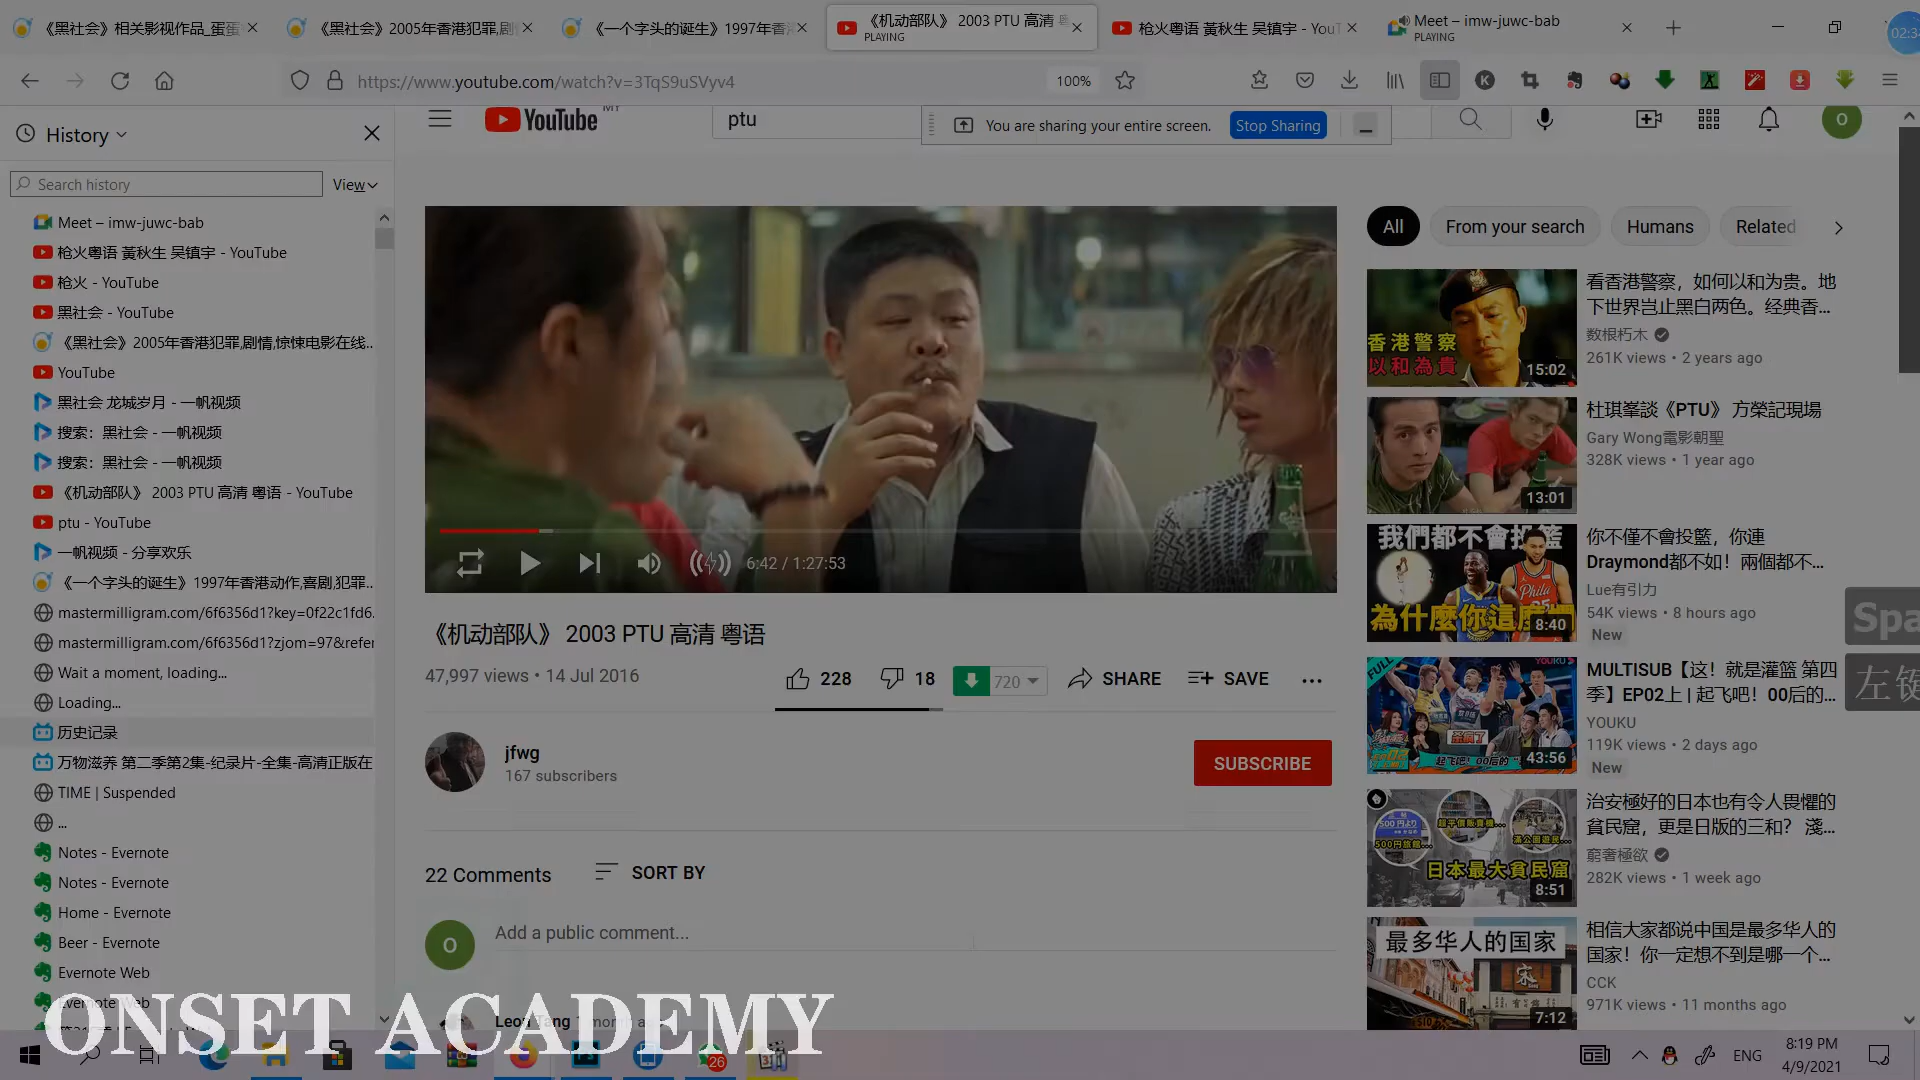 《黑社会》相关影视作品_蛋蛋
《黑社会》2005年香港犯罪,剧
《一个字头的诞生》1997年香
《机动部队》 2003 PTU 高清 粤
PLAYING
枪火粤语 黃秋生 吴镇宇 - YouT
Meet – imw-juwc-bab
PLAYING
02:3
https://www.youtube.com/watch?v=3TqS9uSVyv4
100%
History
Search history
View
Meet – imw-juwc-bab
枪火粤语 黃秋生 吴镇宇 - YouTube
枪火 - YouTube
黑社会 - YouTube
《黑社会》2005年香港犯罪,剧情,惊悚电影在线..
YouTube
黑社会 龙城岁月 - 一帆视频
搜索：黑社会 - 一帆视频
搜索：黑社会 - 一帆视频
《机动部队》 2003 PTU 高清 粤语 - YouTube
ptu - YouTube
一帆视频 - 分享欢乐
《一个字头的诞生》1997年香港动作,喜剧,犯罪..
mastermilligram.com/6f6356d1?key=0f22c1fd6.
mastermilligram.com/6f6356d1?zjom=97&refer
Wait a moment, loading...
Loading...
历史记录
万物滋养 第二季第2集-纪录片-全集-高清正版在
TIME | Suspended
...
Notes - Evernote
Notes - Evernote
Home - Evernote
Beer - Evernote
Evernote Web
Evernote Web
YouTube MY
ptu
You are sharing your entire screen.
Stop Sharing
O
6:42 / 1:27:53
《机动部队》 2003 PTU 高清 粤语
47,997 views • 14 Jul 2016
228
18
720
SHARE
SAVE
jfwg
167 subscribers
SUBSCRIBE
22 Comments
SORT BY
O
Add a public comment...
Leon Tang 1 month ago
All
From your search
Humans
Related
香港警察
以和為貴
15:02
看香港警察，如何以和为贵。地
下世界岂止黑白两色。经典香...
数根朽木
261K views • 2 years ago
13:01
杜琪峯談《PTU》 方榮記現場
Gary Wong電影朝聖
328K views • 1 year ago
我們都不會投籃
Phila
8:40
你不僅不會投籃，你連
Draymond都不如！兩個都不...
Lue有引力
54K views • 8 hours ago
New
FULL
YOUKU
43:56
MULTISUB【这！就是灌篮 第四
季】EP02上 | 起飞吧！00后的...
YOUKU
119K views • 2 days ago
New
日本最大貧民窟
8:51
治安極好的日本也有令人畏懼的
貧民窟，更是日版的三和？ 淺...
窮奢極欲
282K views • 1 week ago
最多华人的国家
7:12
相信大家都说中国是最多华人的
国家！你一定想不到是哪一个...
CCK
971K views • 11 months ago
Spa
左键
ONSET ACADEMY
26
ENG
8:19 PM
4/9/2021